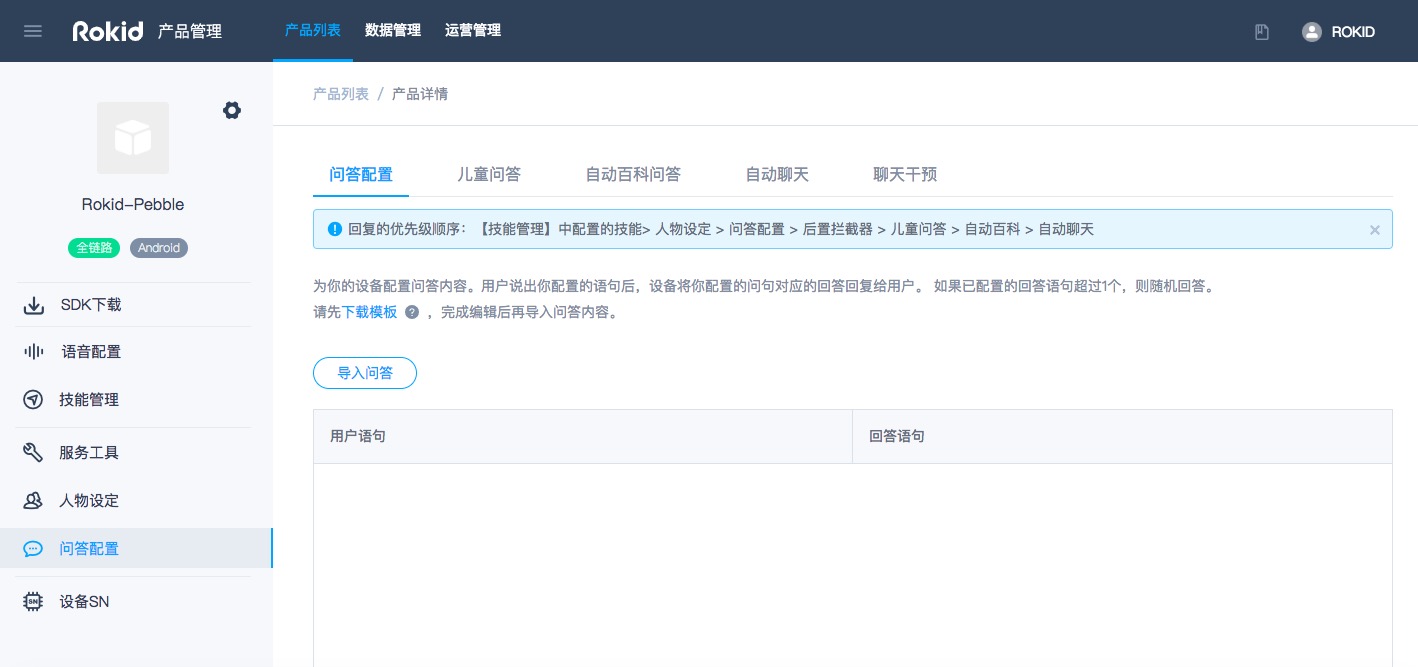 Rokid 产品管理 产品列表 数据管理 运营管理 ROKID
产品列表 / 产品详情
Rokid-Pebble
全链路 Android
SDK下载
语音配置
技能管理
服务工具
人物设定
问答配置
SN 设备SN
问答配置 儿童问答 自动百科问答 自动聊天 聊天干预
回复的优先级顺序：【技能管理】中配置的技能> 人物设定 > 问答配置 > 后置拦截器 > 儿童问答 > 自动百科 > 自动聊天
为你的设备配置问答内容。用户说出你配置的语句后，设备将你配置的问句对应的回答回复给用户。 如果已配置的回答语句超过1个，则随机回答。
请先下载模板 ? ，完成编辑后再导入问答内容。
导入问答
用户语句 回答语句